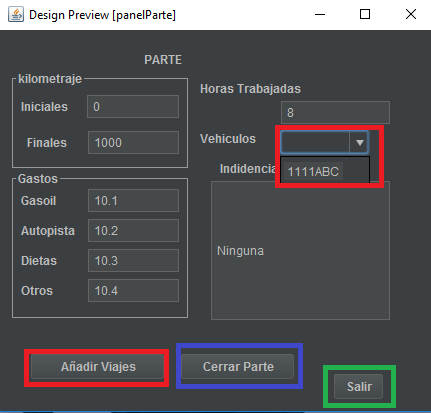 Design Preview [panelParte]
PARTE
kilometraje
Iniciales 0
Finales 1000
Horas Trabajadas
8
Vehiculos
1111ABC
Indidencia
Ninguna
Gastos
Gasoil 10.1
Autopista 10.2
Dietas 10.3
Otros 10.4
Añadir Viajes
Cerrar Parte
Salir